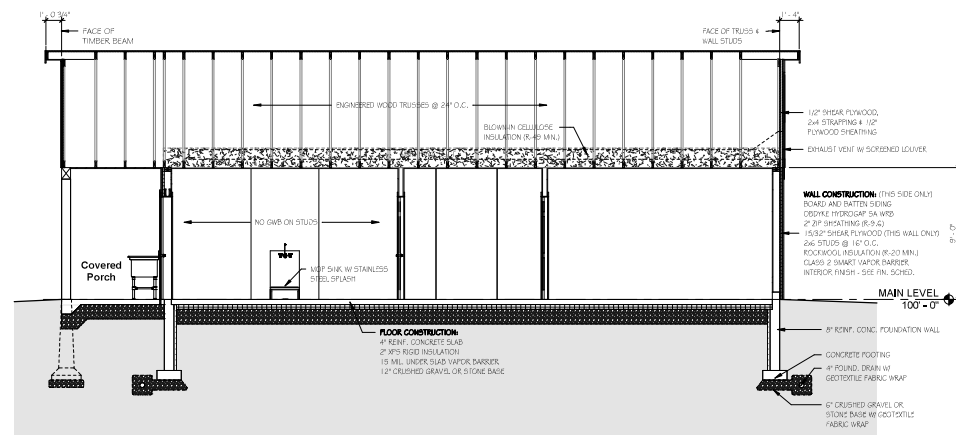 1' - 0 3/4"
1' - 4"
FACE OF
TIMBER BEAM
FACE OF TRUSS &
WALL STUDS
ENGINEERED WOOD TRUSSES @ 24" O.C.
BLOWN-IN CELLULOSE
INSULATION (R-49 MIN.)
1/2" SHEAR PLYWOOD,
2x4 STRAPPING & 1/2"
PLYWOOD SHEATHING
EXHAUST VENT W/ SCREENED LOUVER
WALL CONSTRUCTION: (THIS SIDE ONLY)
BOARD AND BATTEN SIDING
OBDYKE HYDROGAP SA WRB
2" ZIP SHEATHING (R-9.6)
15/32" SHEAR PLYWOOD (THIS WALL ONLY)
2x6 STUDS @ 16" O.C.
ROCKWOOL INSULATION (R-20 MIN.)
CLASS 2 SMART VAPOR BARRIER
INTERIOR FINISH - SEE FIN. SCHED.
NO GWB ON STUDS
MOP SINK W/ STAINLESS
STEEL SPLASH
Covered
Porch
MAIN LEVEL
100' - 0"
FLOOR CONSTRUCTION:
4" REINF. CONCRETE SLAB
2" XPS RIGID INSULATION
15 MIL. UNDER SLAB VAPOR BARRIER
12" CRUSHED GRAVEL OR STONE BASE
8" REINF. CONC. FOUNDATION WALL
CONCRETE FOOTING
4" FOUND. DRAIN W/
GEOTEXTILE FABRIC WRAP
6" CRUSHED GRAVEL OR
STONE BASE W/ GEOTEXTILE
FABRIC WRAP